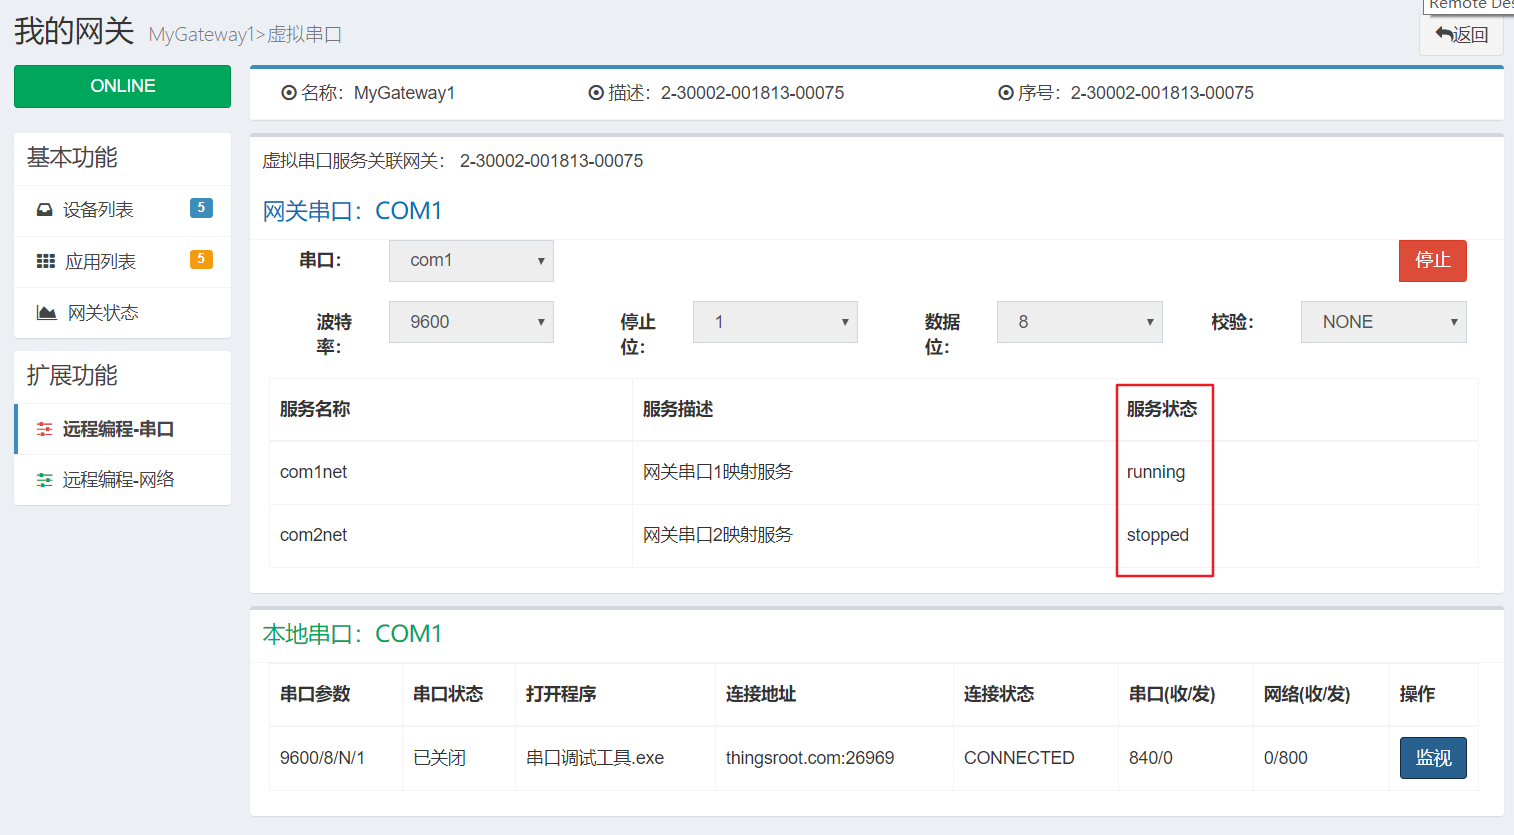 Remote Des
我的网关 MyGateway1>虚拟串口
返回
ONLINE
名称：MyGateway1 描述：2-30002-001813-00075 序号：2-30002-001813-00075
基本功能
设备列表 5
应用列表 5
网关状态
扩展功能
远程编程-串口
远程编程-网络
虚拟串口服务关联网关： 2-30002-001813-00075
网关串口：COM1
串口： com1 停止
波特率： 9600 停止位： 1 数据位： 8 校验： NONE
服务名称 服务描述 服务状态
com1net 网关串口1映射服务 running
com2net 网关串口2映射服务 stopped
本地串口：COM1
串口参数 串口状态 打开程序 连接地址 连接状态 串口(收/发) 网络(收/发) 操作
9600/8/N/1 已关闭 串口调试工具.exe thingsroot.com:26969 CONNECTED 840/0 0/800 监视